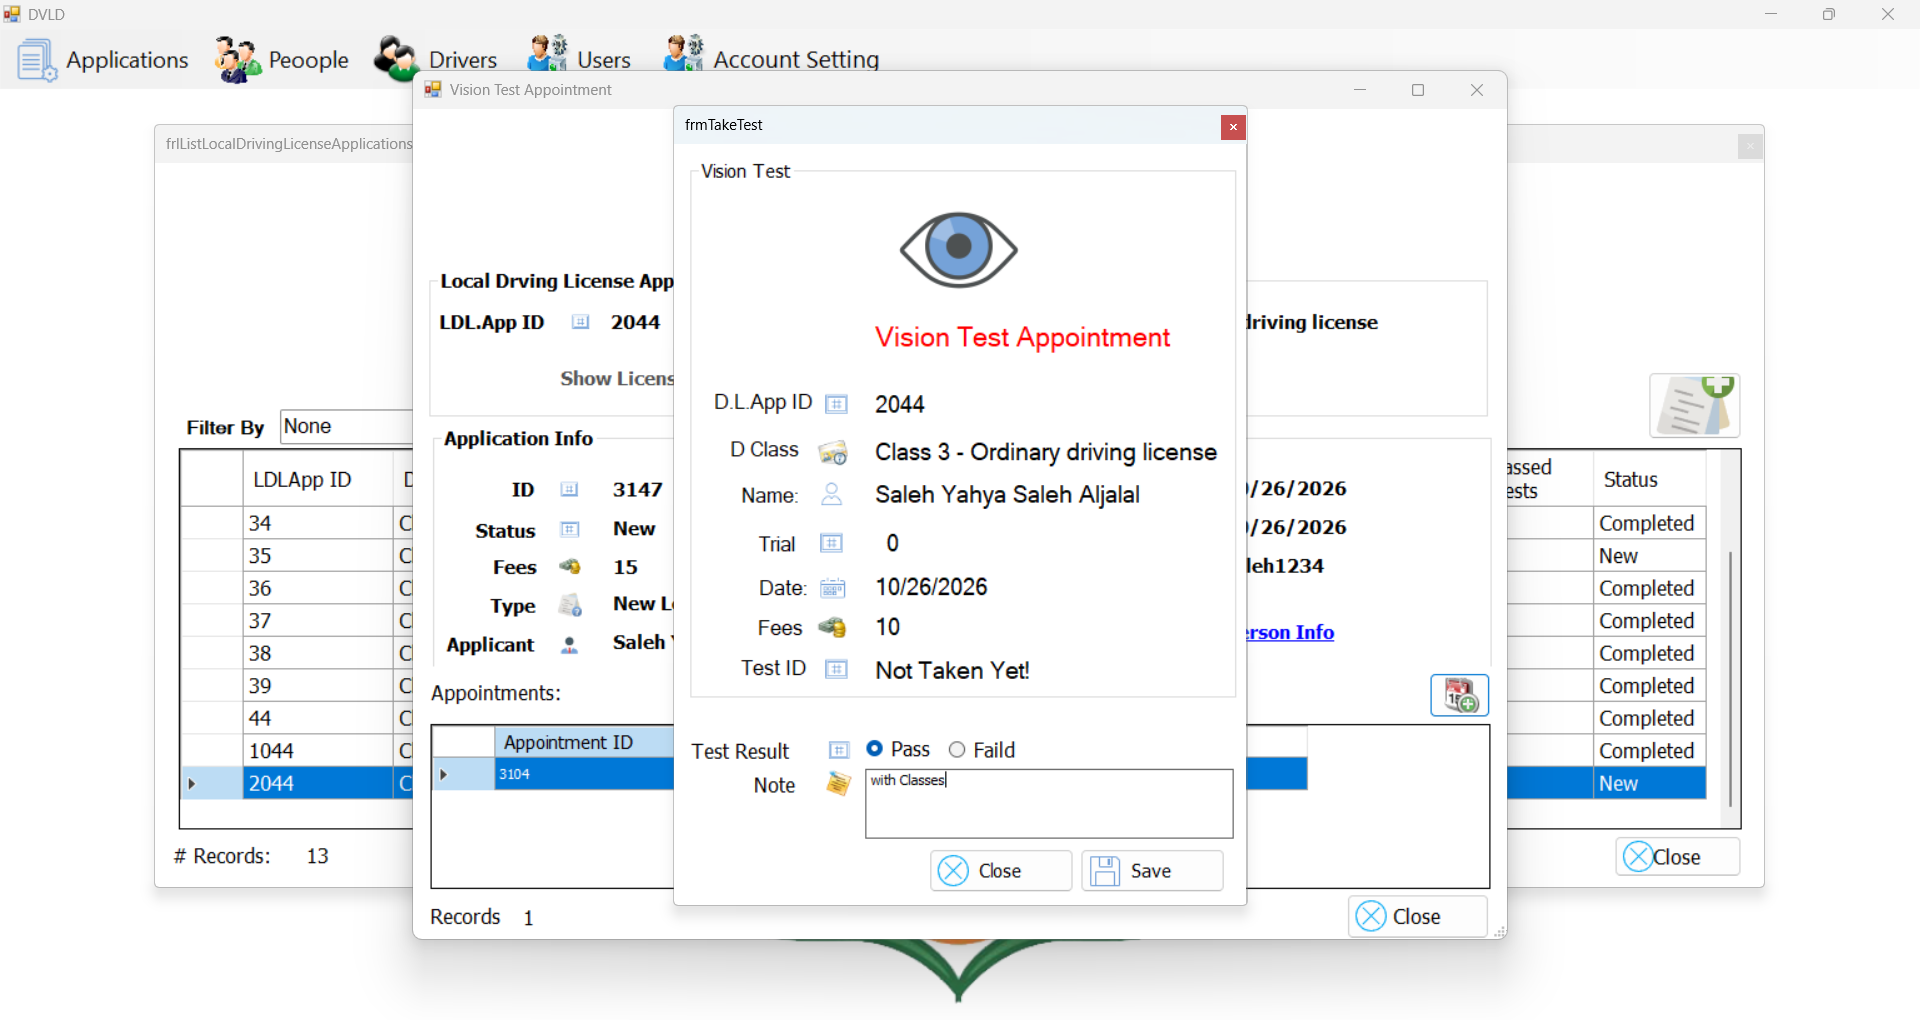 DVLD
Applications Peoople Drivers Users Account Setting
Vision Test Appointment
frmTakeTest
frlListLocalDrivingLicenseApplications
Vision Test
Local Drving License App
LDL.App ID 2044 driving license
Vision Test Appointment
Show Licens
D.L.App ID 2044
Filter By None
Application Info
D Class Class 3 - Ordinary driving license
LDLApp ID
assed
ests
Status
ID 3147 /26/2026
Name: Saleh Yahya Saleh Aljalal
34 Completed
Status New /26/2026
Trial 0
35 New
Fees 15 leh1234
Date: 10/26/2026
36 Completed
Type New L
37 Completed
Fees 10
Applicant Saleh erson Info
38 Completed
Test ID Not Taken Yet!
39 Completed
Appointments:
44 Completed
Appointment ID
1044 Completed
Test Result Pass Faild
3104
2044 New
Note with Classes
# Records: 13
Close
Close Save
Records 1
Close